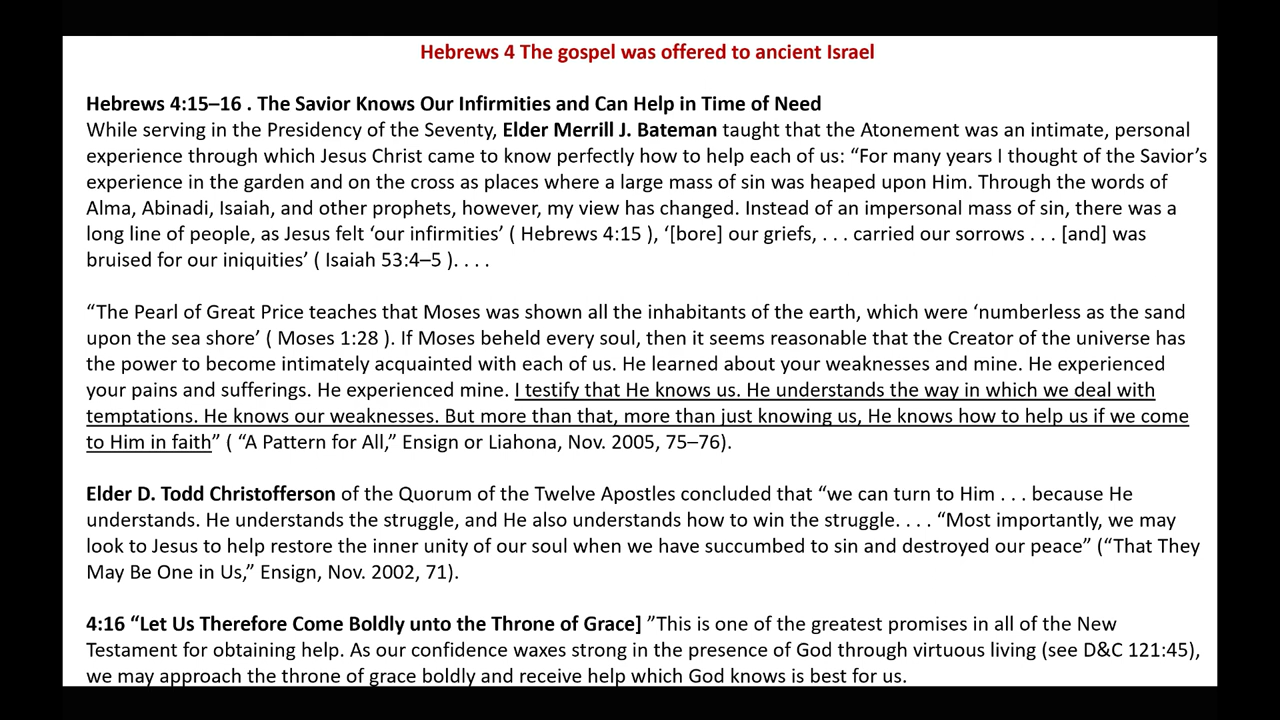 Hebrews 4 The gospel was offered to ancient Israel
Hebrews 4:15–16 . The Savior Knows Our Infirmities and Can Help in Time of Need
While serving in the Presidency of the Seventy, Elder Merrill J. Bateman taught that the Atonement was an intimate, personal
experience through which Jesus Christ came to know perfectly how to help each of us: “For many years I thought of the Savior’s
experience in the garden and on the cross as places where a large mass of sin was heaped upon Him. Through the words of
Alma, Abinadi, Isaiah, and other prophets, however, my view has changed. Instead of an impersonal mass of sin, there was a
long line of people, as Jesus felt ‘our infirmities’ ( Hebrews 4:15 ), ‘[bore] our griefs, . . . carried our sorrows . . . [and] was
bruised for our iniquities’ ( Isaiah 53:4–5 ). . . .
“The Pearl of Great Price teaches that Moses was shown all the inhabitants of the earth, which were ‘numberless as the sand
upon the sea shore’ ( Moses 1:28 ). If Moses beheld every soul, then it seems reasonable that the Creator of the universe has
the power to become intimately acquainted with each of us. He learned about your weaknesses and mine. He experienced
your pains and sufferings. He experienced mine. I testify that He knows us. He understands the way in which we deal with
temptations. He knows our weaknesses. But more than that, more than just knowing us, He knows how to help us if we come
to Him in faith” ( “A Pattern for All,” Ensign or Liahona, Nov. 2005, 75–76).
Elder D. Todd Christofferson of the Quorum of the Twelve Apostles concluded that “we can turn to Him . . . because He
understands. He understands the struggle, and He also understands how to win the struggle. . . . “Most importantly, we may
look to Jesus to help restore the inner unity of our soul when we have succumbed to sin and destroyed our peace” (“That They
May Be One in Us,” Ensign, Nov. 2002, 71).
4:16 “Let Us Therefore Come Boldly unto the Throne of Grace] ”This is one of the greatest promises in all of the New
Testament for obtaining help. As our confidence waxes strong in the presence of God through virtuous living (see D&C 121:45),
we may approach the throne of grace boldly and receive help which God knows is best for us.